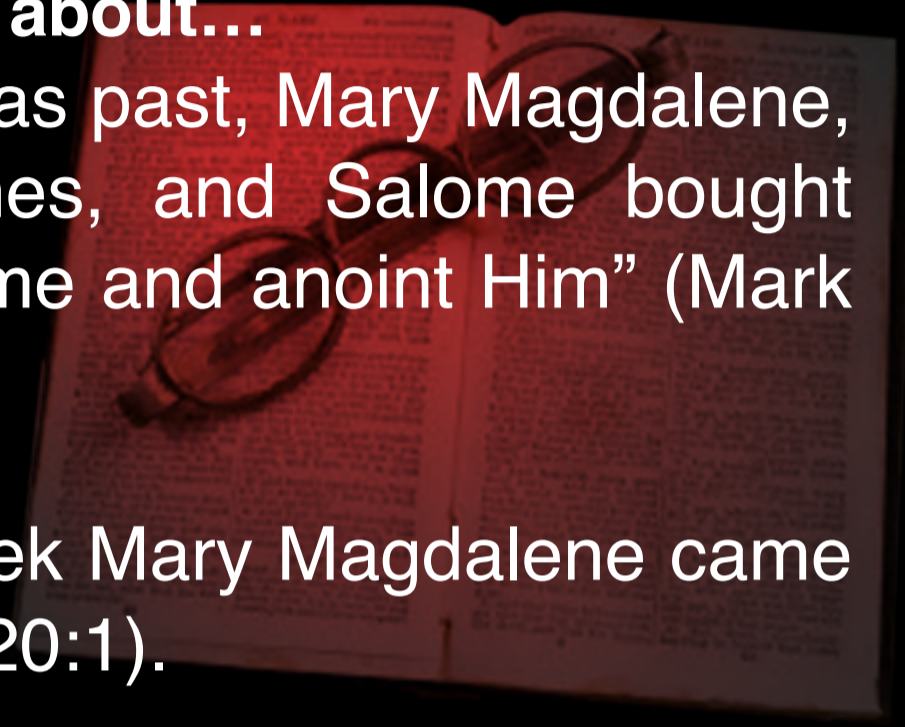 about...
as past, Mary Magdalene,
es, and Salome bought
me and anoint Him” (Mark
ek Mary Magdalene came
20:1).